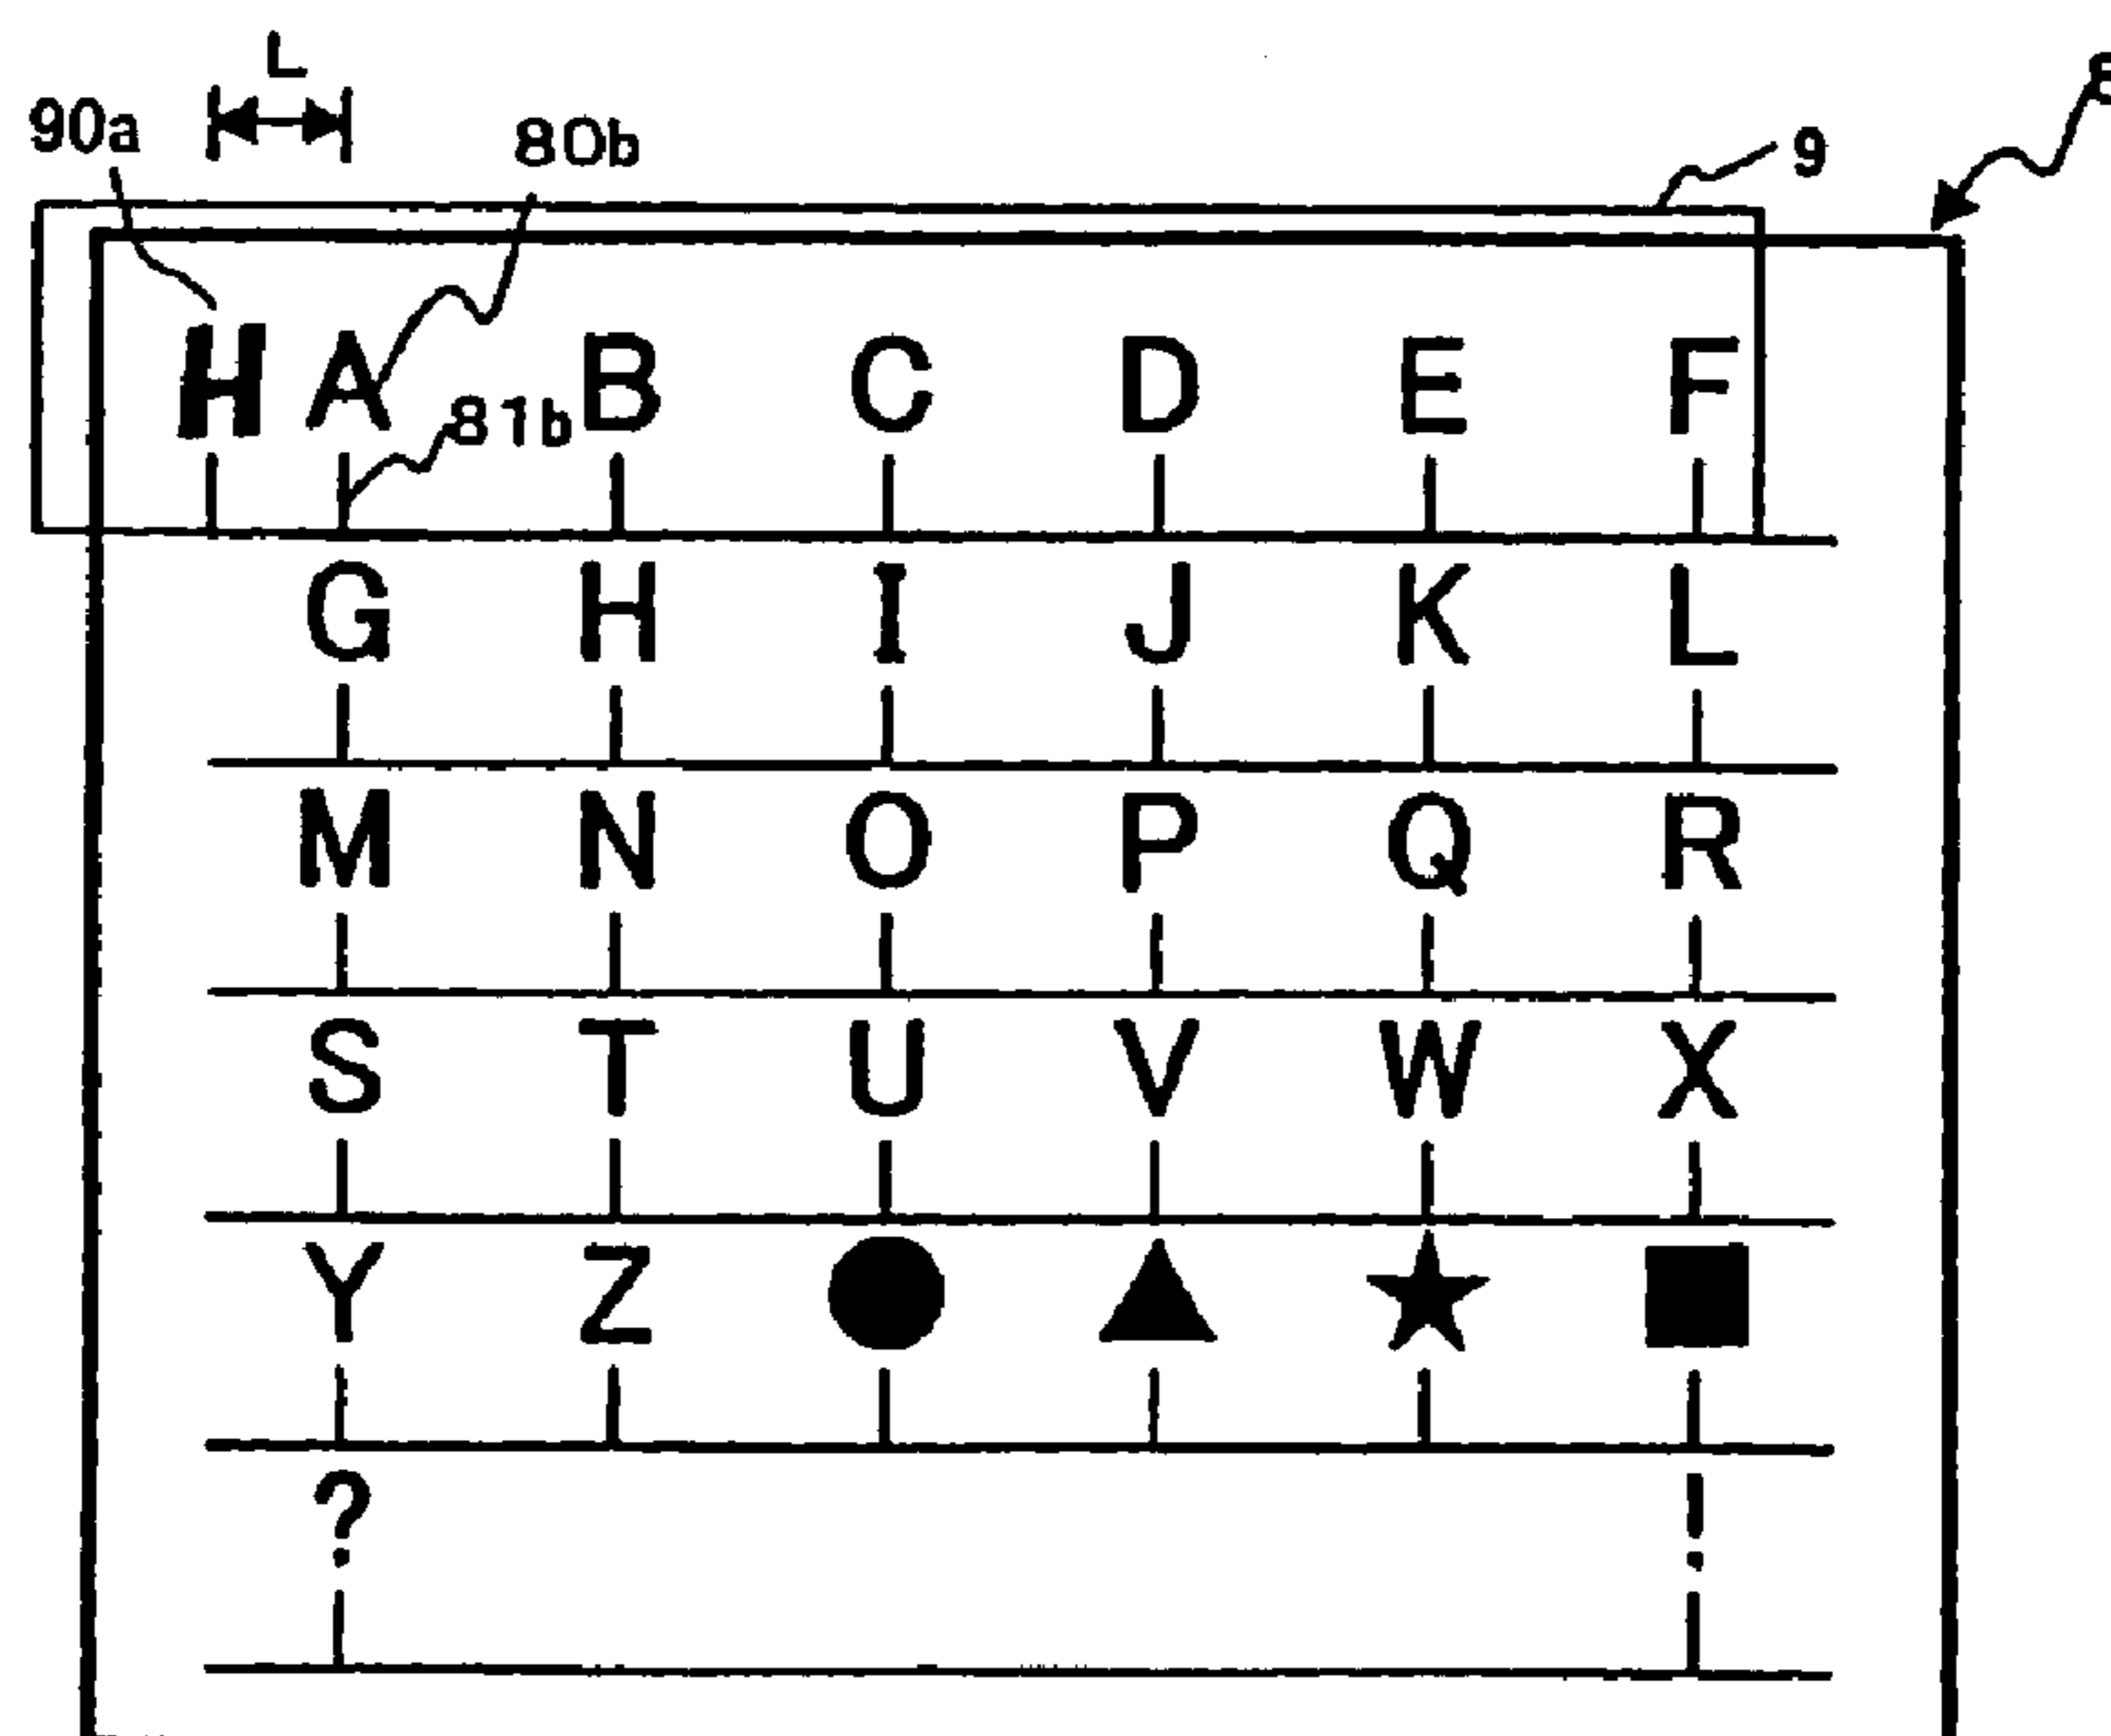 L
90a 80b 9
H A B C D E F
81b
G H I J K L
M N O P Q R
S T U V W X
Y Z ● ▲ ★ ■
? !